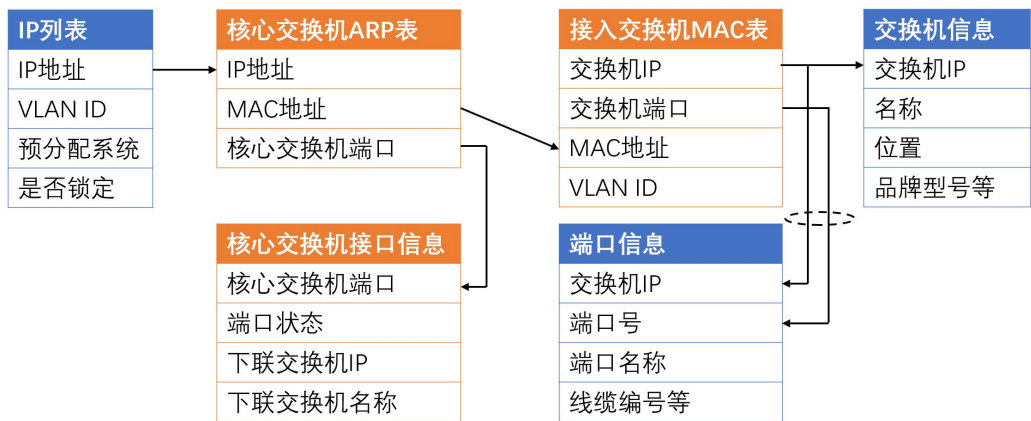 IP列表
IP地址
VLAN ID
预分配系统
是否锁定
核心交换机ARP表
IP地址
MAC地址
核心交换机端口
接入交换机MAC表
交换机IP
交换机端口
MAC地址
VLAN ID
交换机信息
交换机IP
名称
位置
品牌型号等
核心交换机接口信息
核心交换机端口
端口状态
下联交换机IP
下联交换机名称
端口信息
交换机IP
端口号
端口名称
线缆编号等